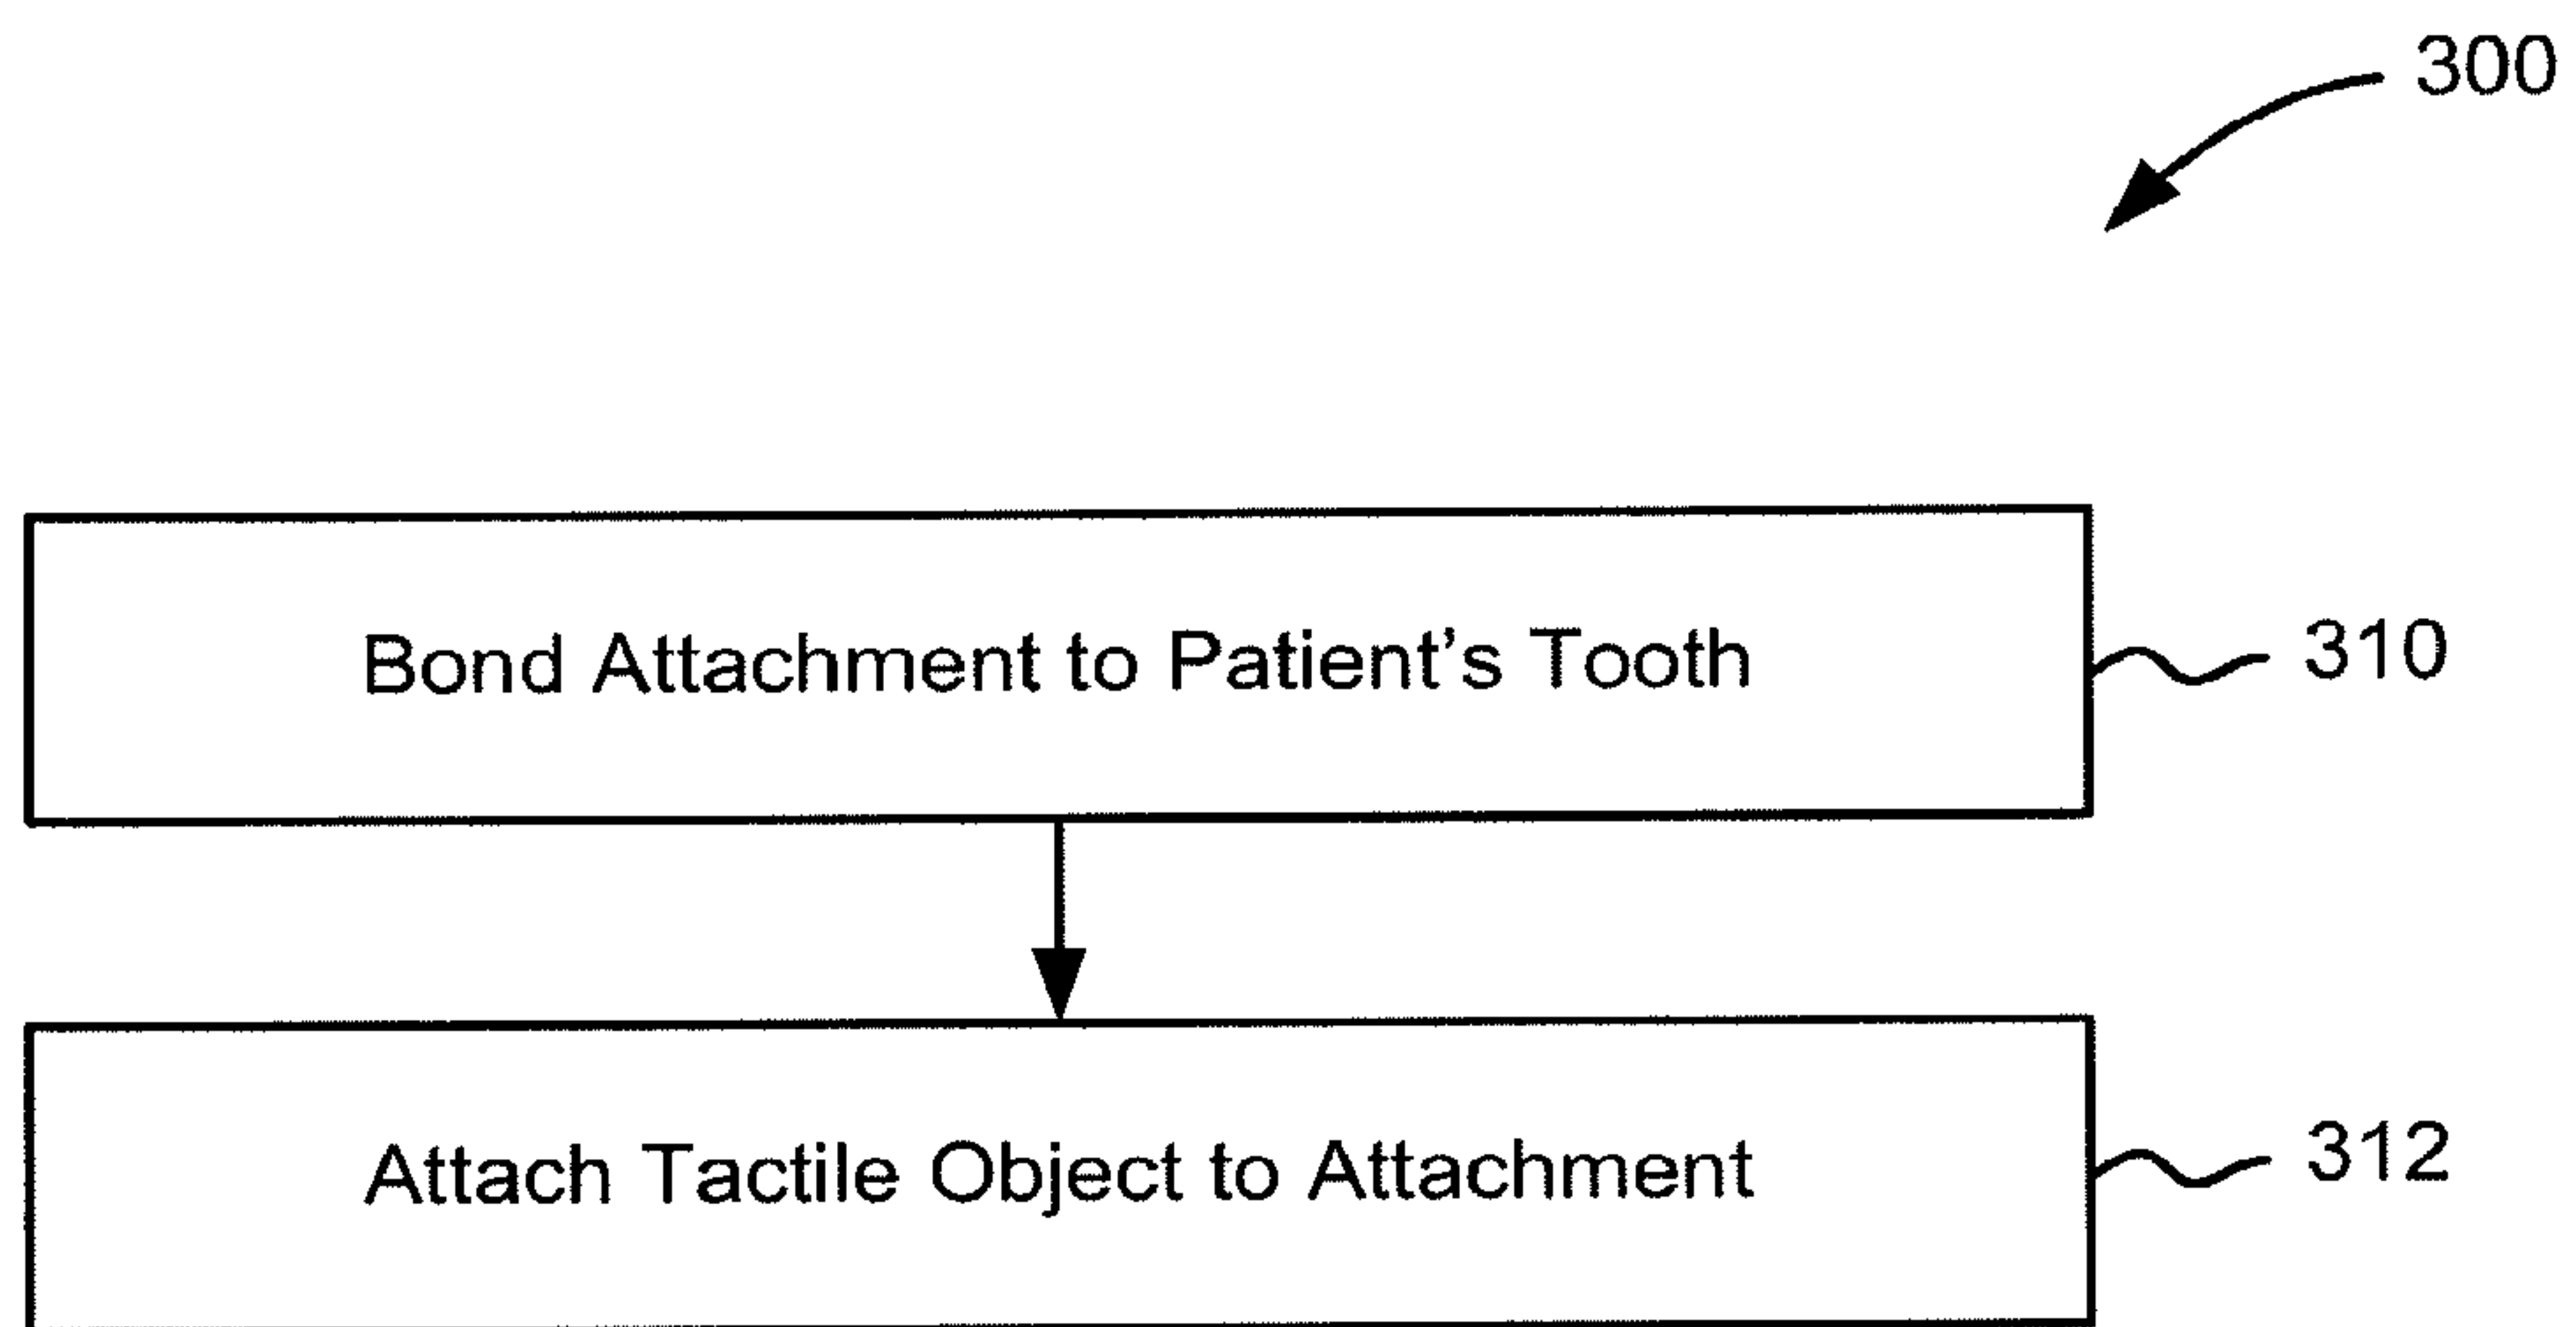 300
Bond Attachment to Patient’s Tooth
310
Attach Tactile Object to Attachment
312